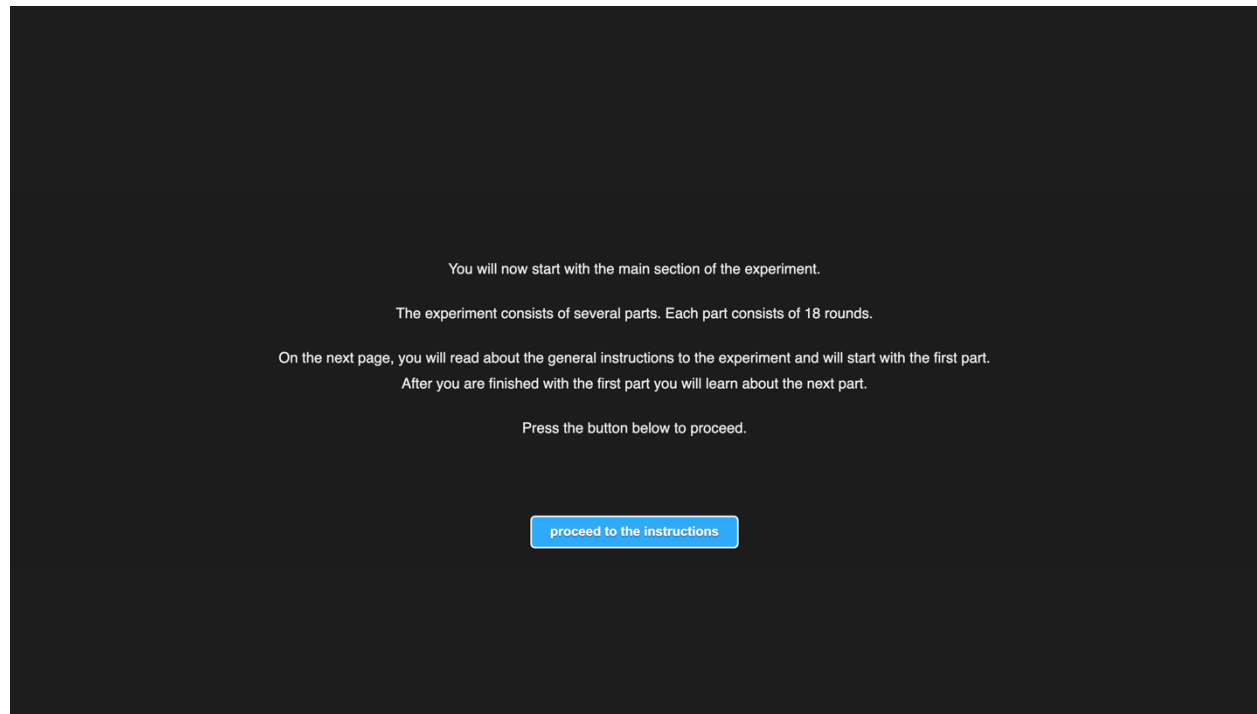 You will now start with the main section of the experiment.
The experiment consists of several parts. Each part consists of 18 rounds.
On the next page, you will read about the general instructions to the experiment and will start with the first part.
After you are finished with the first part you will learn about the next part.
Press the button below to proceed.
proceed to the instructions